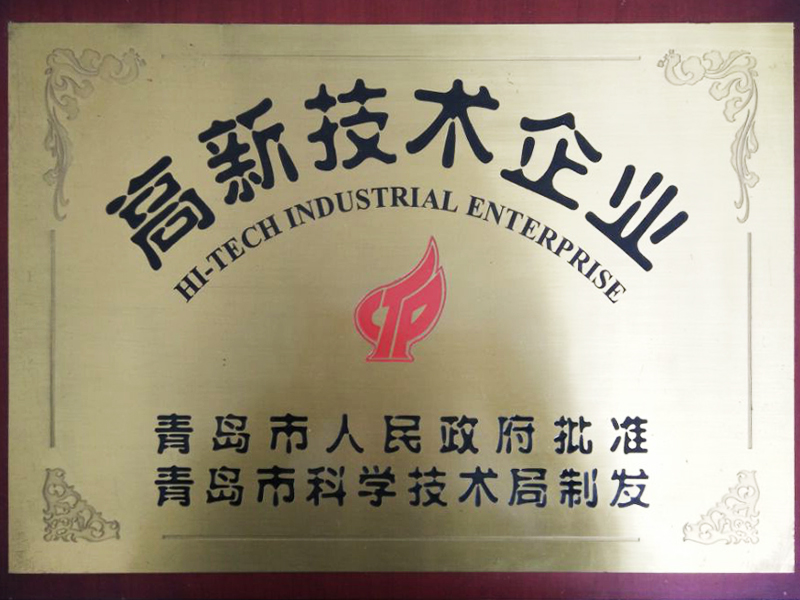 高新技术企业
HI-TECH INDUSTRIAL ENTERPRISE
CTP
青岛市人民政府批准
青岛市科学技术局制发